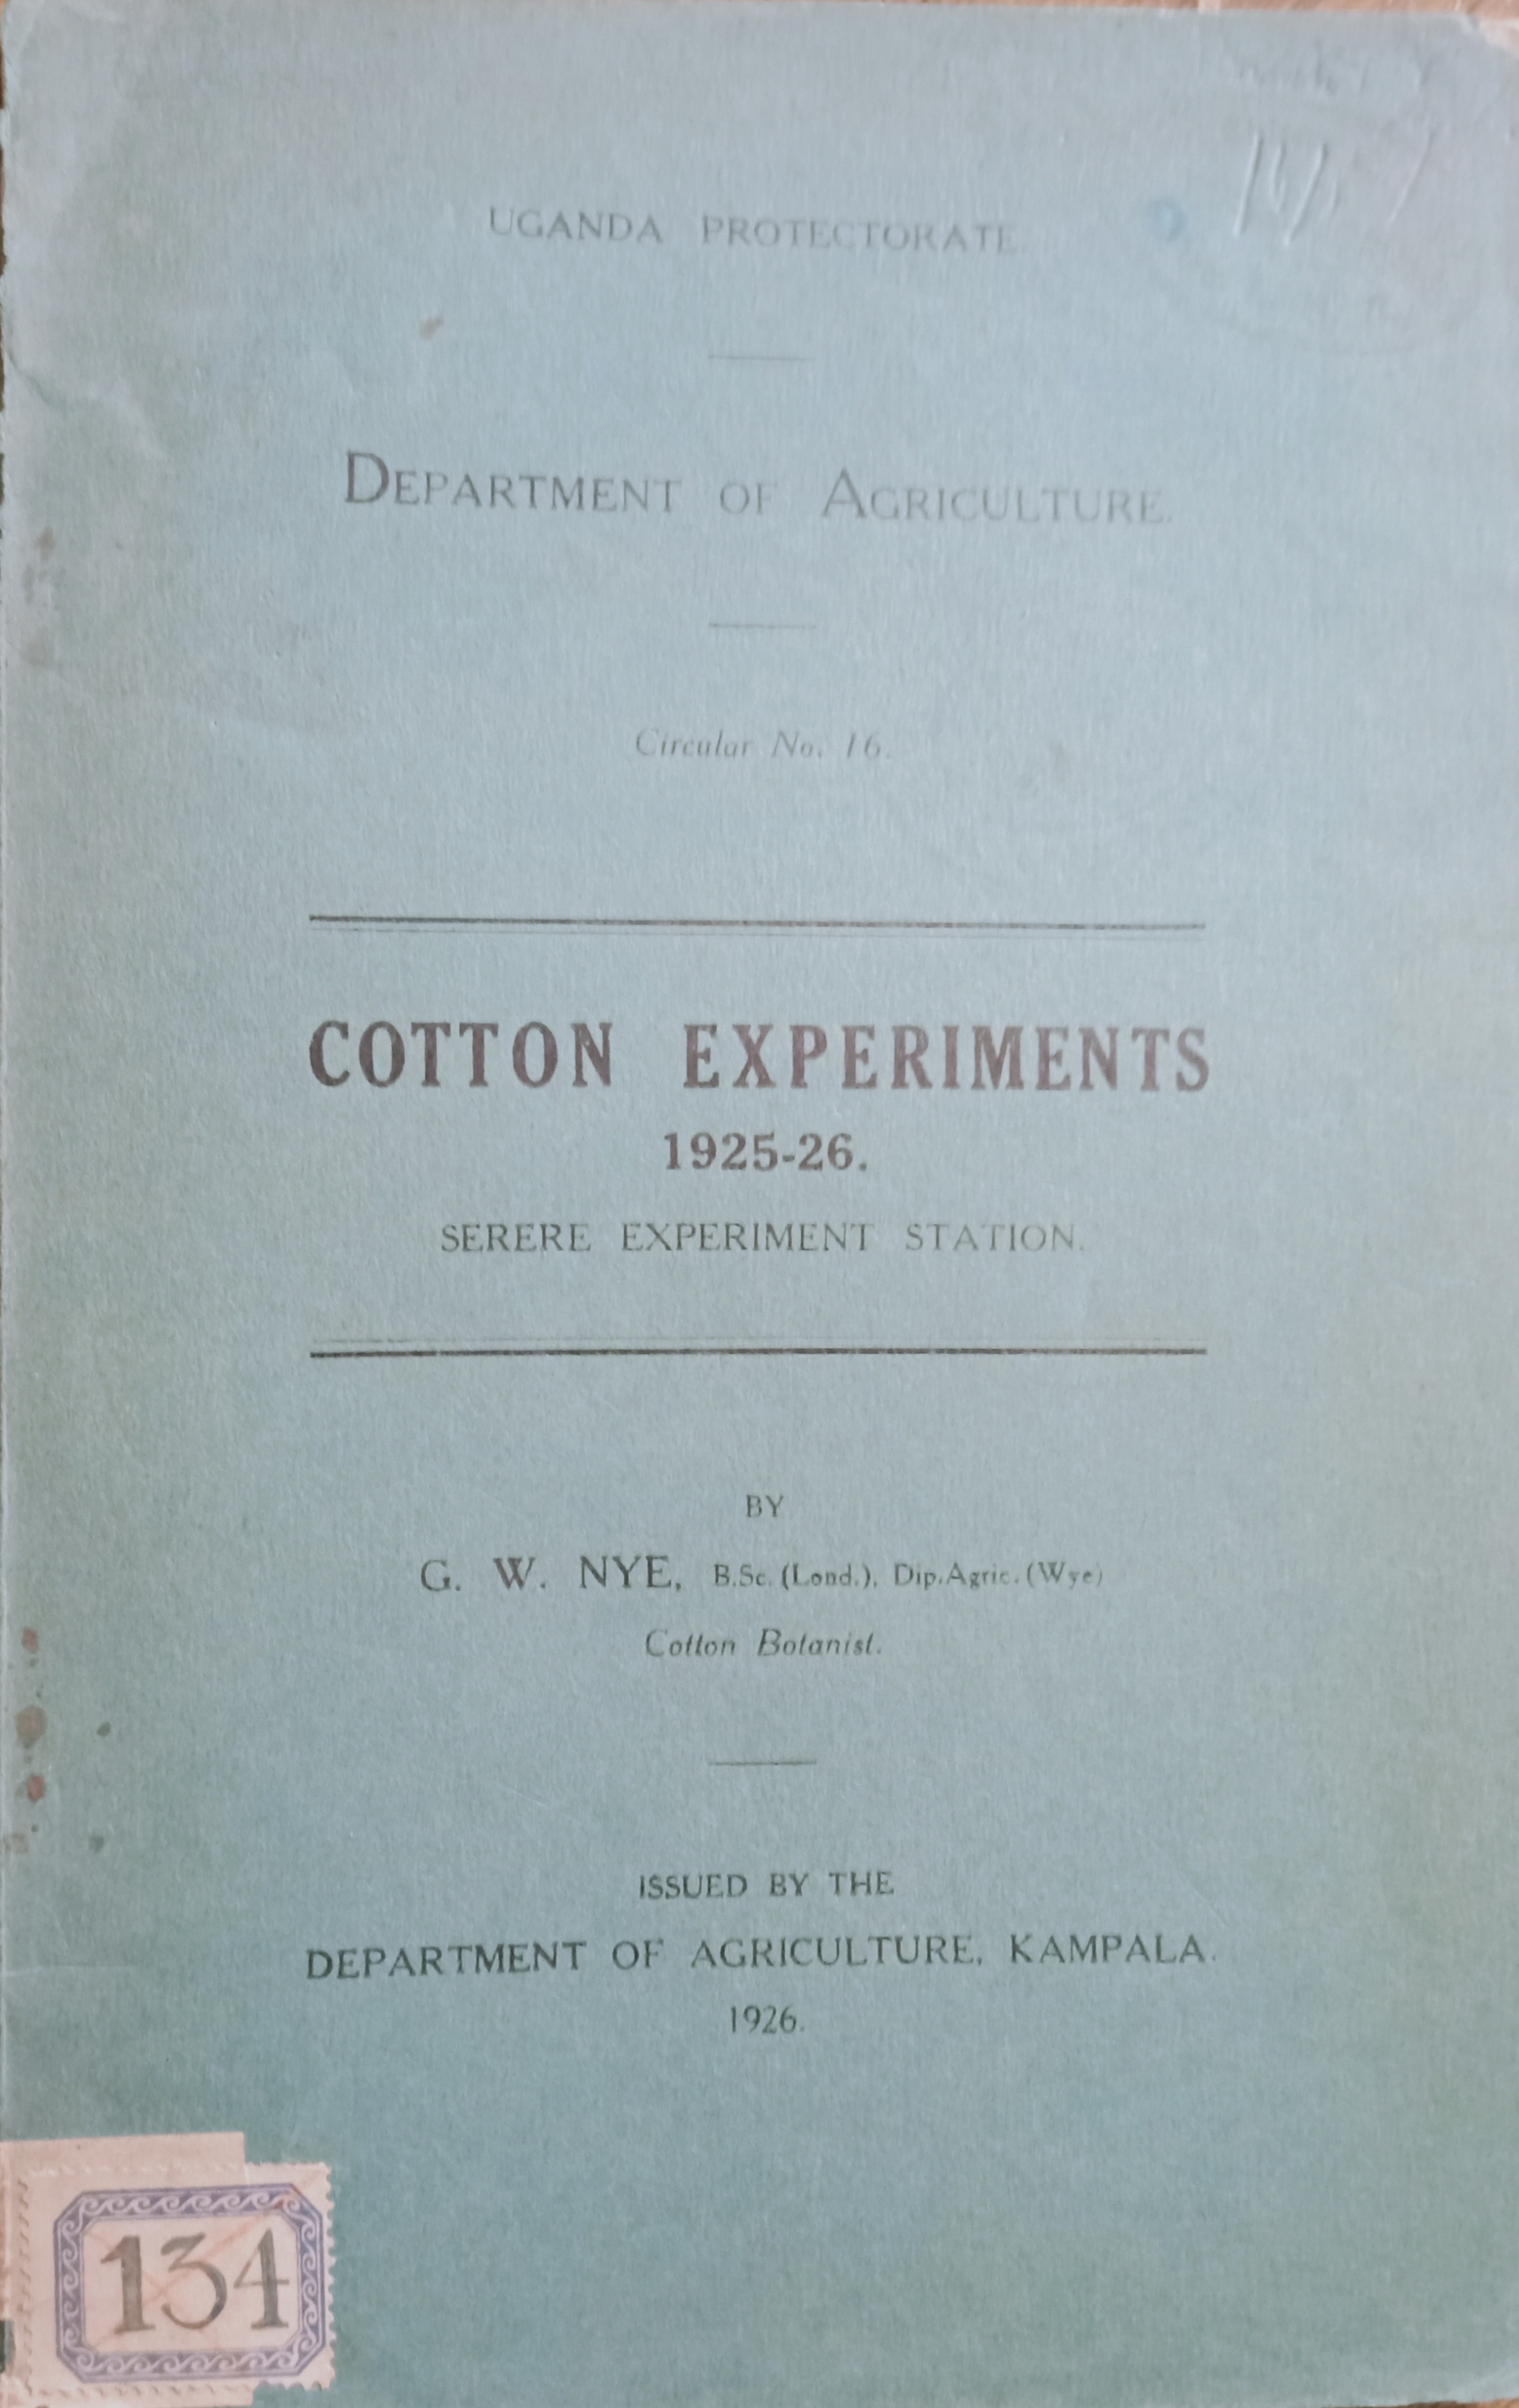 UGANDA PROTECTORATE.
DEPARTMENT OF AGRICULTURE.
Circular No. 16.
COTTON EXPERIMENTS
1925-26.
SERERE EXPERIMENT STATION.
BY
G. W. NYE, B.Sc. (Lond.), Dip.Agric. (Wye)
Cotton Botanist.
ISSUED BY THE
DEPARTMENT OF AGRICULTURE, KAMPALA.
1926.
134